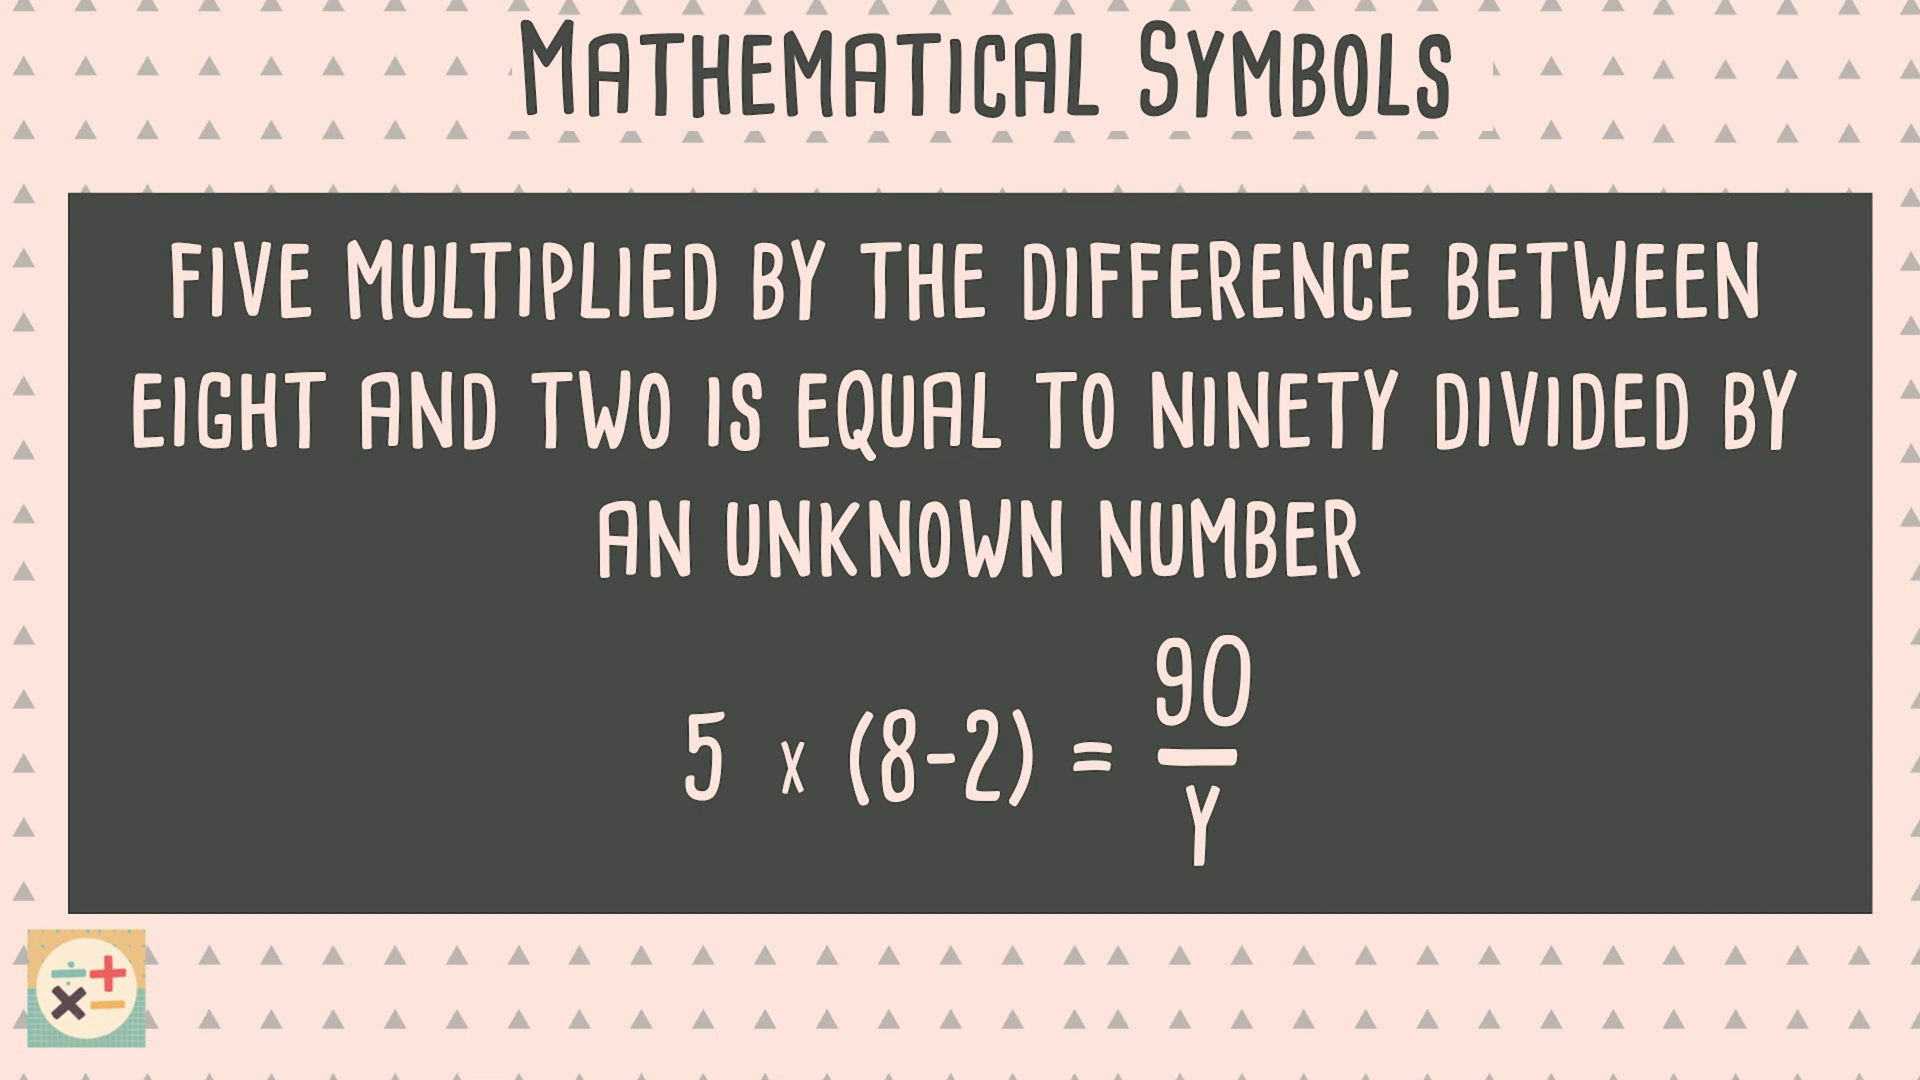 MATHEMATICAL SYMBOLS
FIVE MULTIPLIED BY THE DIFFERENCE BETWEEN
EIGHT AND TWO IS EQUAL TO NINETY DIVIDED BY
AN UNKNOWN NUMBER
5 x (8-2) = 90/Y
÷ +
× =